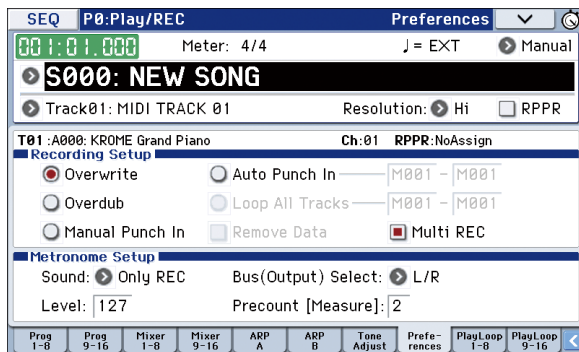 SEQ P0:Play/REC Preferences
001:01.000 Meter: 4/4 ♩= EXT Manual
S000: NEW SONG
Track01: MIDI TRACK 01 Resolution: Hi RPPR
T01 :A000: KROME Grand Piano Ch:01 RPPR:NoAssign
Recording Setup
Overwrite Auto Punch In M001 - M001
Overdub Loop All Tracks M001 - M001
Manual Punch In Remove Data Multi REC
Metronome Setup
Sound: Only REC Bus(Output) Select: L/R
Level: 127 Precount [Measure]: 2
Prog 1-8 Prog 9-16 Mixer 1-8 Mixer 9-16 ARP A ARP B Tone Adjust Prefe-rences PlayLoop 1-8 PlayLoop 9-16